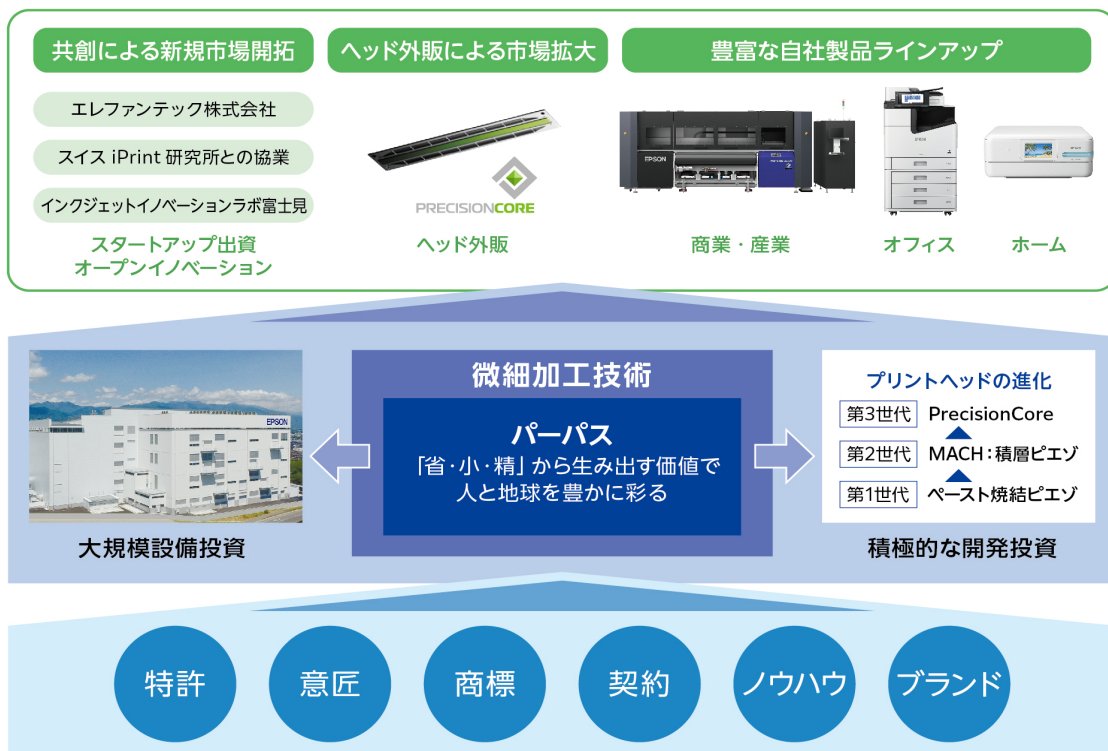 共創による新規市場開拓
ヘッド外販による市場拡大
豊富な自社製品ラインアップ
エレファンテック株式会社
スイス iPrint 研究所との協業
インクジェットイノベーションラボ富士見
スタートアップ出資
オープンイノベーション
PRECISIONCORE
ヘッド外販
EPSON
商業・産業
オフィス
ホーム
微細加工技術
パーパス
「省・小・精」から生み出す価値で
人と地球を豊かに彩る
EPSON
大規模設備投資
プリントヘッドの進化
第3世代 PrecisionCore
第2世代 MACH:積層ピエゾ
第1世代 ペースト焼結ピエゾ
積極的な開発投資
特許
意匠
商標
契約
ノウハウ
ブランド